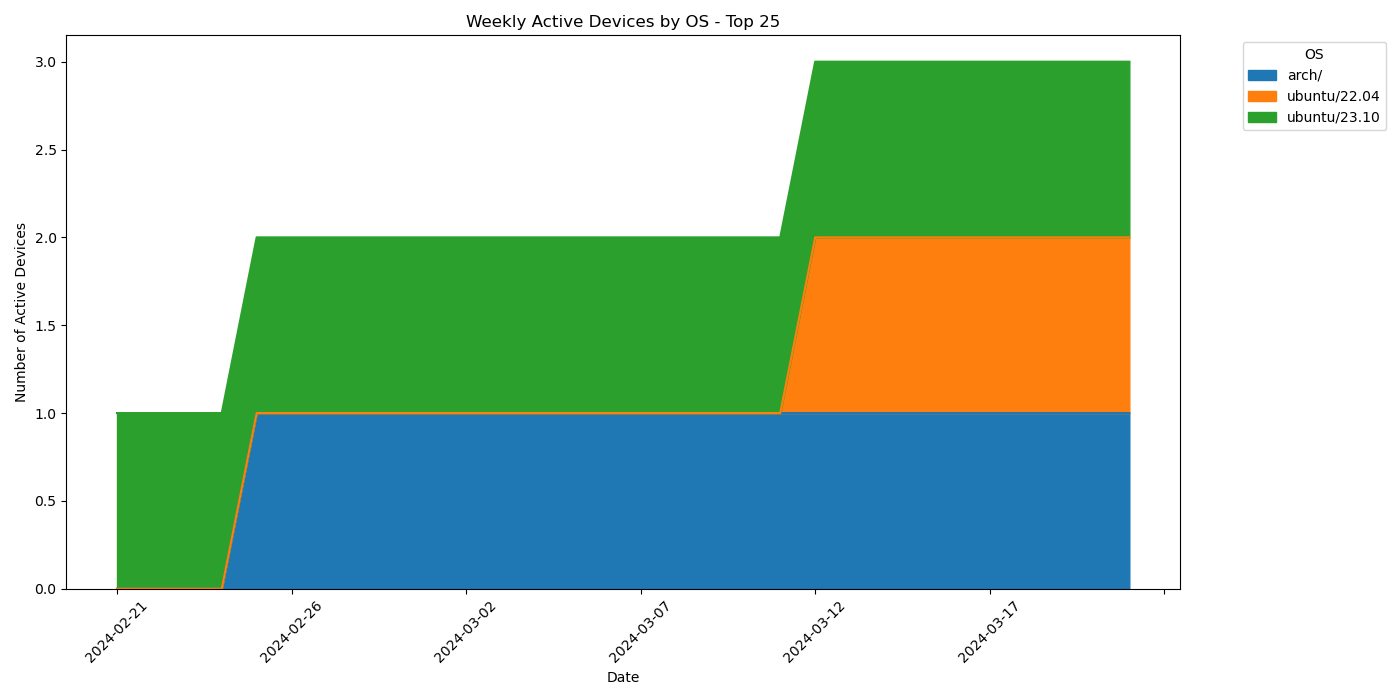 Weekly Active Devices by OS - Top 25
OS
arch/
ubuntu/22.04
ubuntu/23.10
Number of Active Devices
3.0
2.5
2.0
1.5
1.0
0.5
0.0
2024-02-21
2024-02-26
2024-03-02
2024-03-07
2024-03-12
2024-03-17
Date